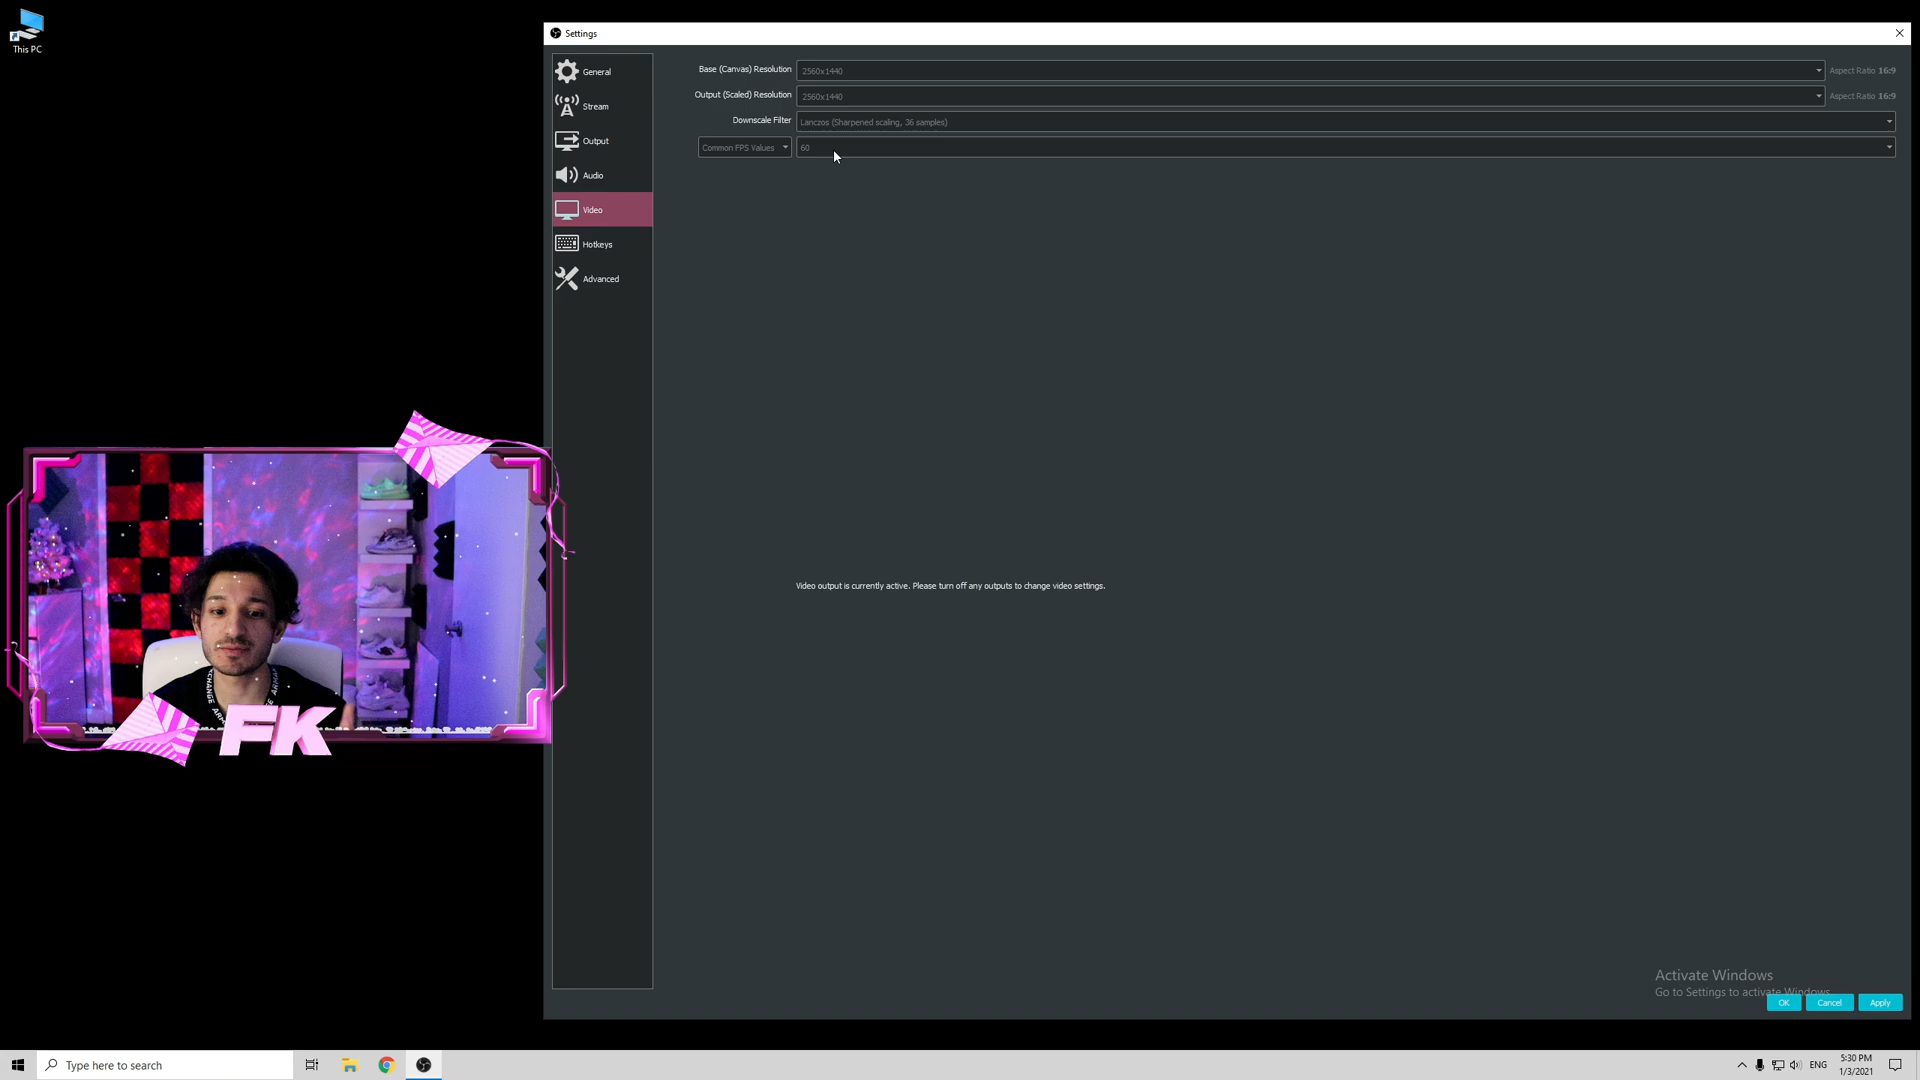 This PC
Settings
General
Stream
Output
Audio
Video
Hotkeys
Advanced
Base (Canvas) Resolution 2560x1440 Aspect Ratio 16:9
Output (Scaled) Resolution 2560x1440 Aspect Ratio 16:9
Downscale Filter Lanczos (Sharpened scaling, 36 samples)
Common FPS Values 60
Video output is currently active. Please turn off any outputs to change video settings.
FK
Activate Windows
Go to Settings to activate Windows.
OK Cancel Apply
Type here to search
ENG
5:30 PM
1/3/2021